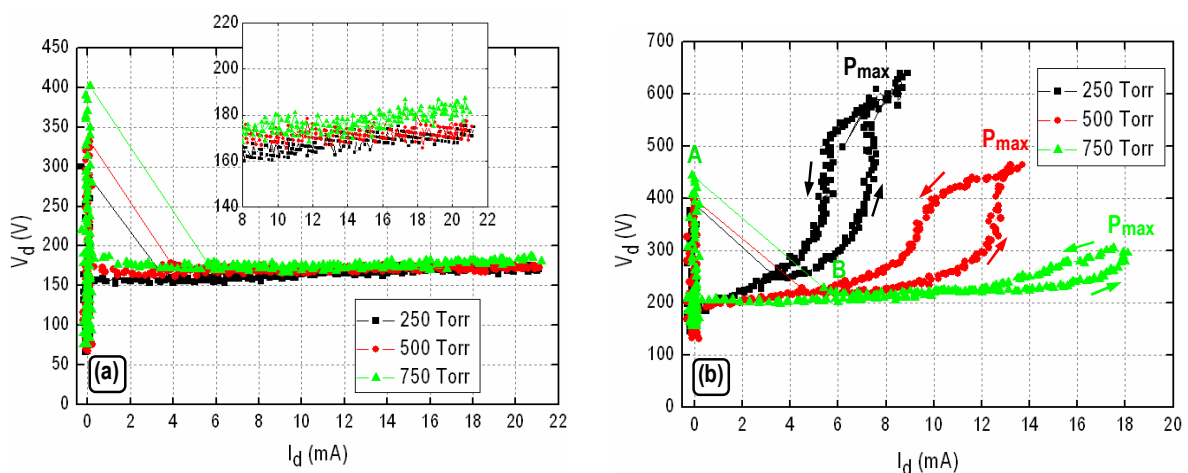 450
400
350
300
250
200
150
100
50
0
V_d (V)
0 2 4 6 8 10 12 14 16 18 20 22
I_d (mA)
220
200
180
160
140
8 10 12 14 16 18 20 22
250 Torr
500 Torr
750 Torr
(a)
700
600
500
400
300
200
100
0
V_d (V)
0 2 4 6 8 10 12 14 16 18 20
I_d (mA)
P_max
P_max
P_max
A
B
250 Torr
500 Torr
750 Torr
(b)